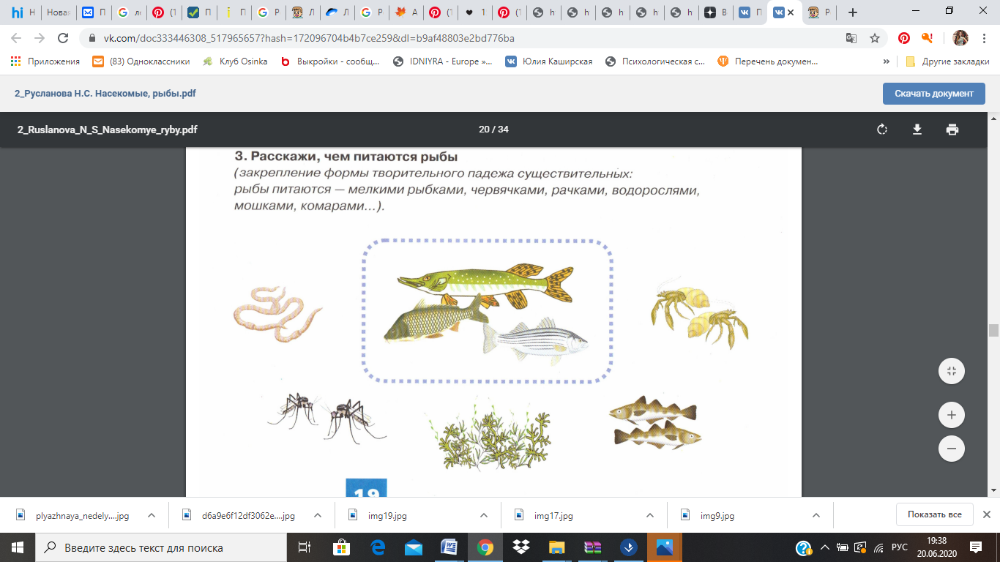 hi Н Новая П ле (1 П П G Л Л Р А (1 1 (1 h h h h h В П Р
vk.com/doc333446308_517965657?hash=172096704b4b7ce259&dl=b9af48803e2bd776ba
Приложения (83) Одноклассники Клуб Osinka Выкройки - сообщ... IDNIYRA - Europe »... Юлия Каширская Психологическая с... Перечень докумен... » Другие закладки
2_Русланова Н.С. Насекомые, рыбы.pdf Скачать документ
2_Ruslanova_N_S_Nasekomye_ryby.pdf 20 / 34
3. Расскажи, чем питаются рыбы
(закрепление формы творительного падежа существительных:
рыбы питаются — мелкими рыбками, червячками, рачками, водорослями,
мошками, комарами...).
19
plyazhnaya_nedely....jpg d6a9e6f12df3062e....jpg img19.jpg img17.jpg img9.jpg Показать все
Введите здесь текст для поиска РУС 19:38
20.06.2020